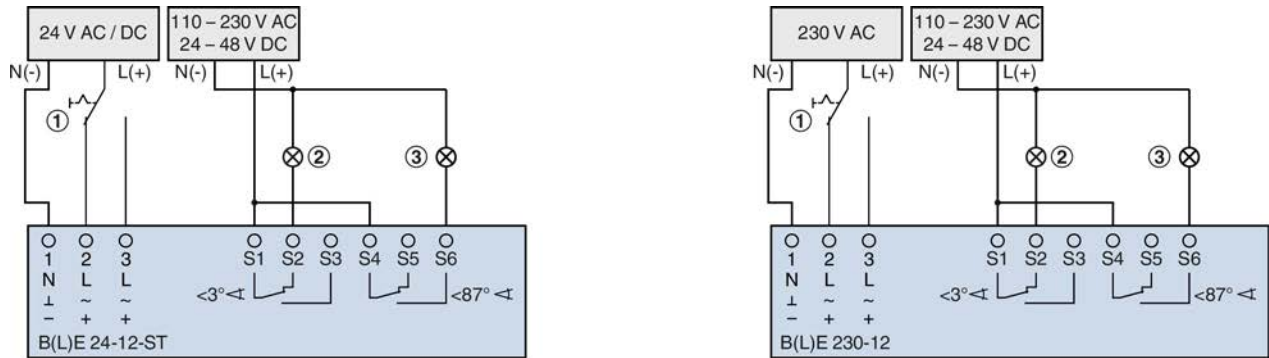 24 V AC / DC
110 – 230 V AC
24 – 48 V DC
N(-) L(+) N(-) L(+)
①
② ③
1 2 3 S1 S2 S3 S4 S5 S6
N L L
<3°∢ <87°∢
⊥ ~ ~
– + +
B(L)E 24-12-ST
230 V AC
110 – 230 V AC
24 – 48 V DC
N(-) L(+) N(-) L(+)
①
② ③
1 2 3 S1 S2 S3 S4 S5 S6
N L L
<3°∢ <87°∢
⊥ ~ ~
– + +
B(L)E 230-12